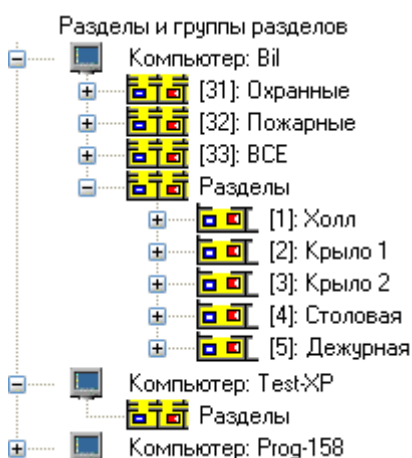 Разделы и группы разделов
Компьютер: Bil
[31]: Охранные
[32]: Пожарные
[33]: ВСЕ
Разделы
[1]: Холл
[2]: Крыло 1
[3]: Крыло 2
[4]: Столовая
[5]: Дежурная
Компьютер: Test-XP
Разделы
Компьютер: Prog-158